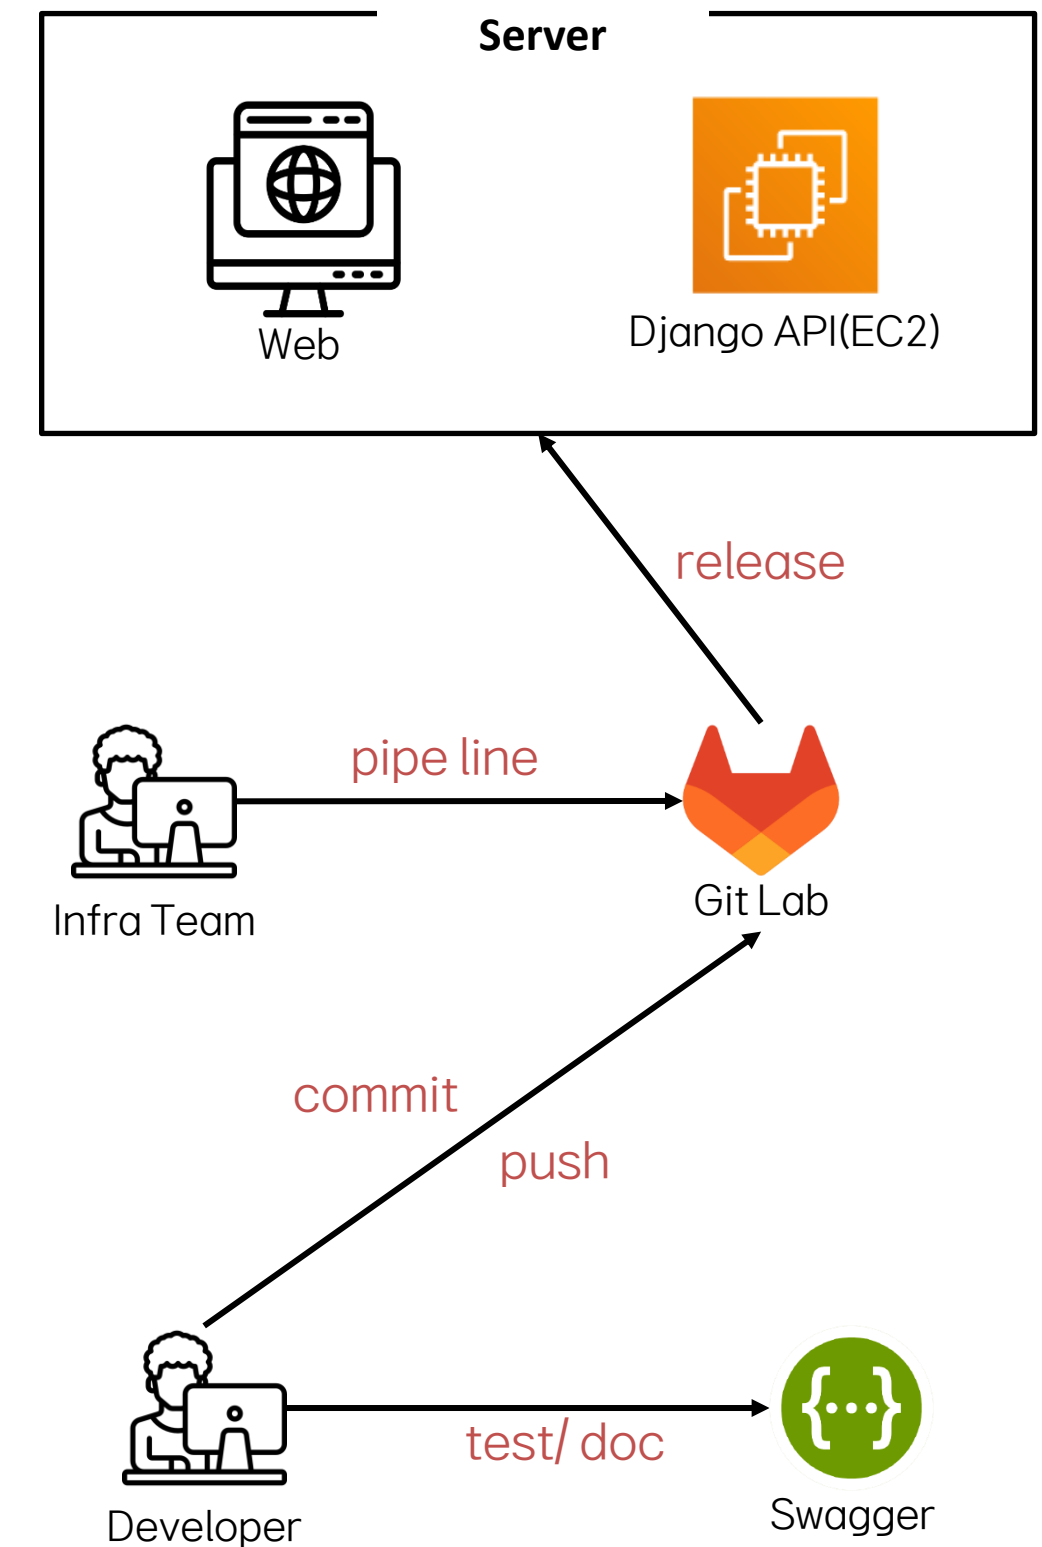 Server
Web
Django API(EC2)
release
pipe line
Infra Team
Git Lab
commit
push
test/ doc
Developer
Swagger